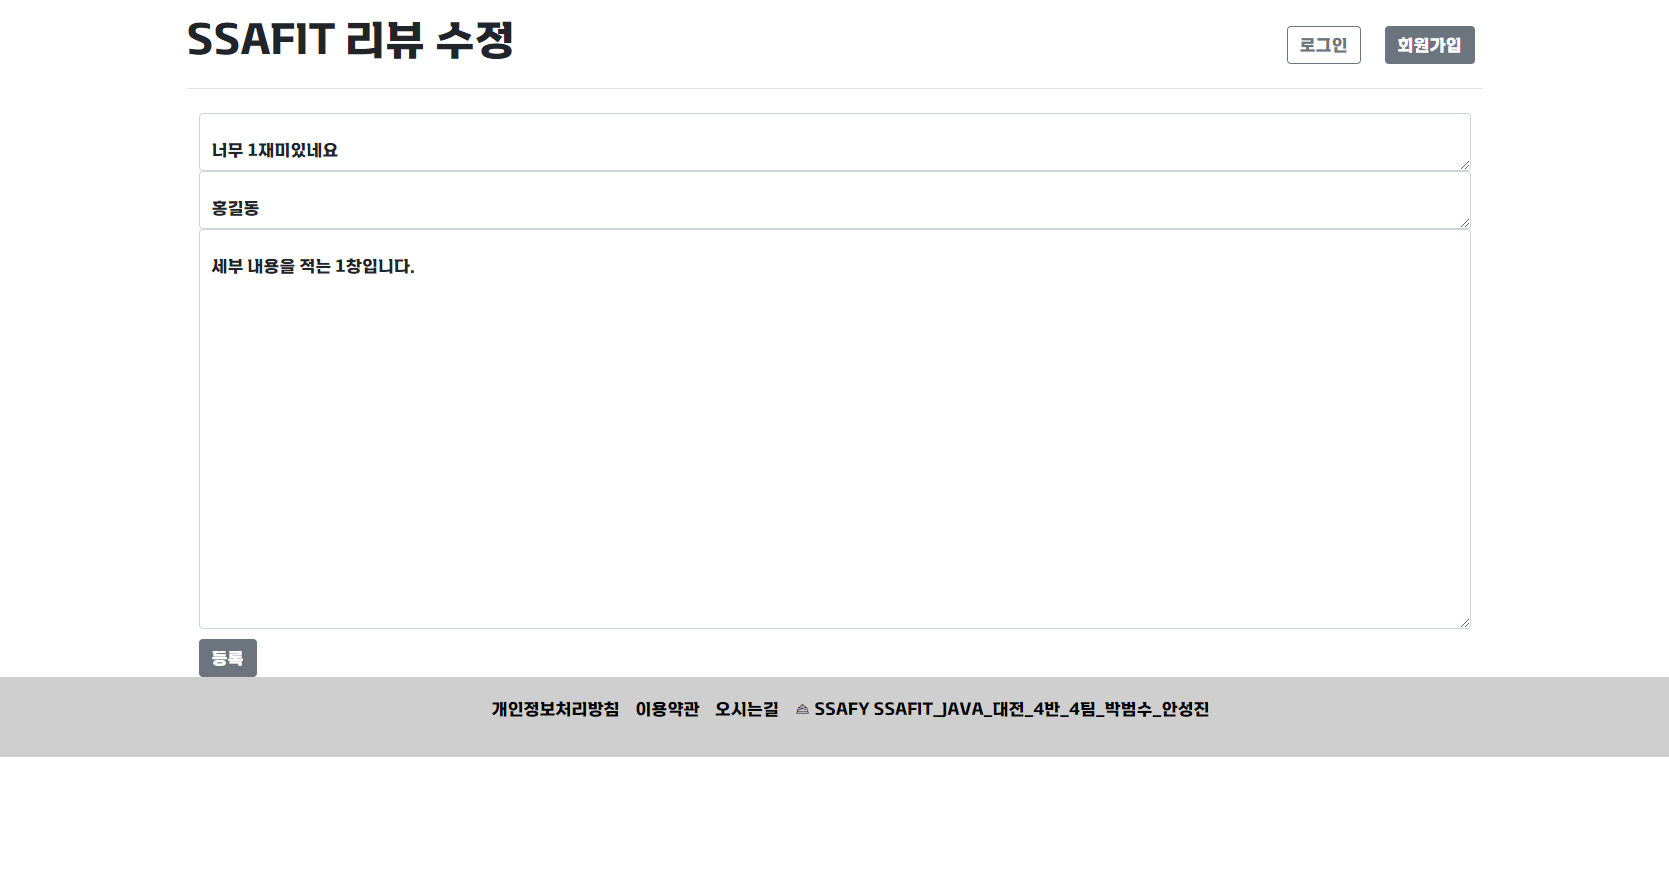 SSAFIT 리뷰 수정
로그인 회원가입
너무 1재미있네요
홍길동
세부 내용을 적는 1창입니다.
등록
개인정보처리방침 이용약관 오시는길 SSAFY SSAFIT_JAVA_대전_4반_4팀_박범수_안성진